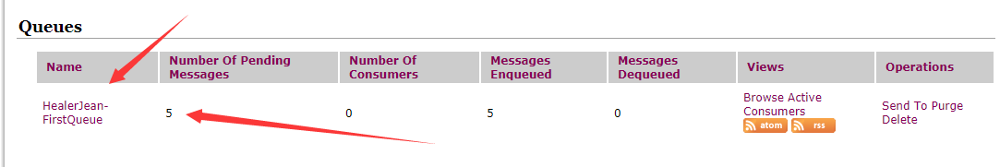 Queues
Name
Number Of Pending
Messages
Number Of
Consumers
Messages
Enqueued
Messages
Dequeued
Views
Operations
HealerJean-
FirstQueue
5
0
5
0
Browse Active
Consumers
atom
rss
Send To Purge
Delete